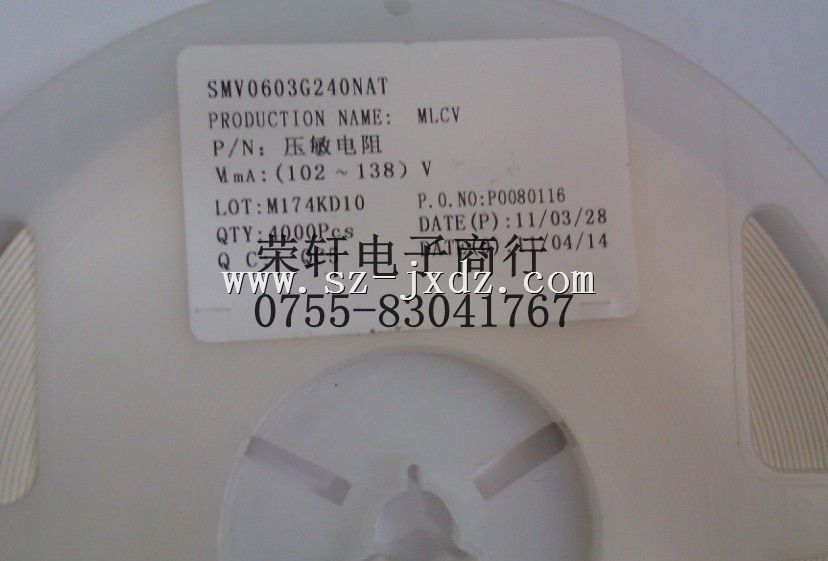 SMV0603G240NAT
PRODUCTION NAME: MLCV
P/N: 压敏电阻
V1mA:(102 ~ 138) V
LOT:M174KD10 P.O.NO:P0080116
QTY:4000Pcs DATE(P):11/03/28
Q C /04/14
荣轩电子商行
www.sz-jxdz.com
0755-83041767